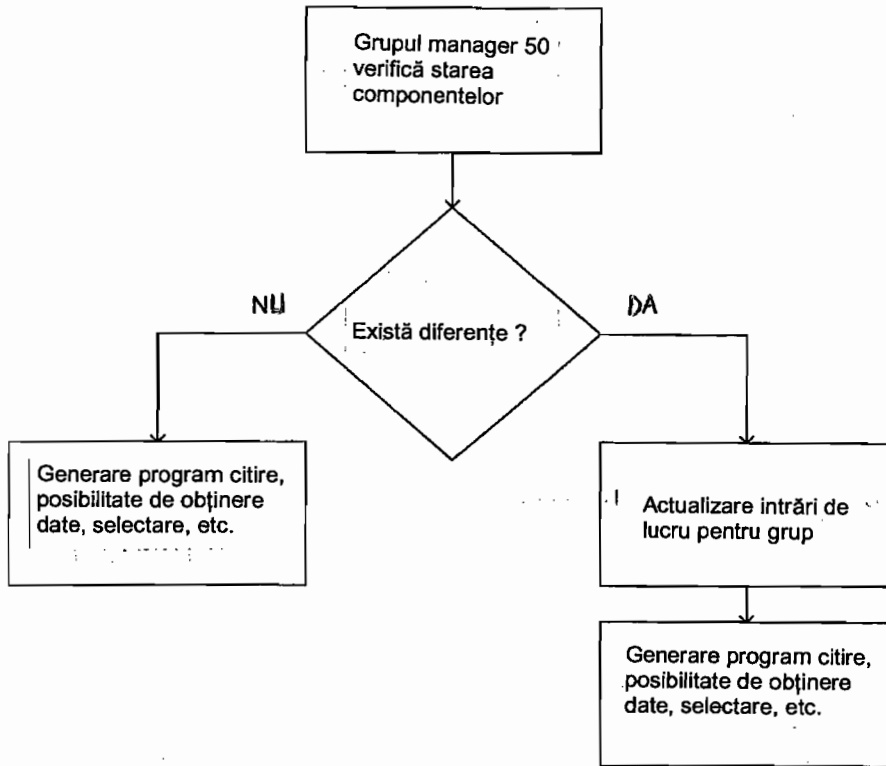 Grupul manager 50
verifică starea
componentelor
NU
DA
Există diferențe ?
Generare program citire,
posibilitate de obținere
date, selectare, etc.
Actualizare intrări de
lucru pentru grup
Generare program citire,
posibilitate de obținere
date, selectare, etc.